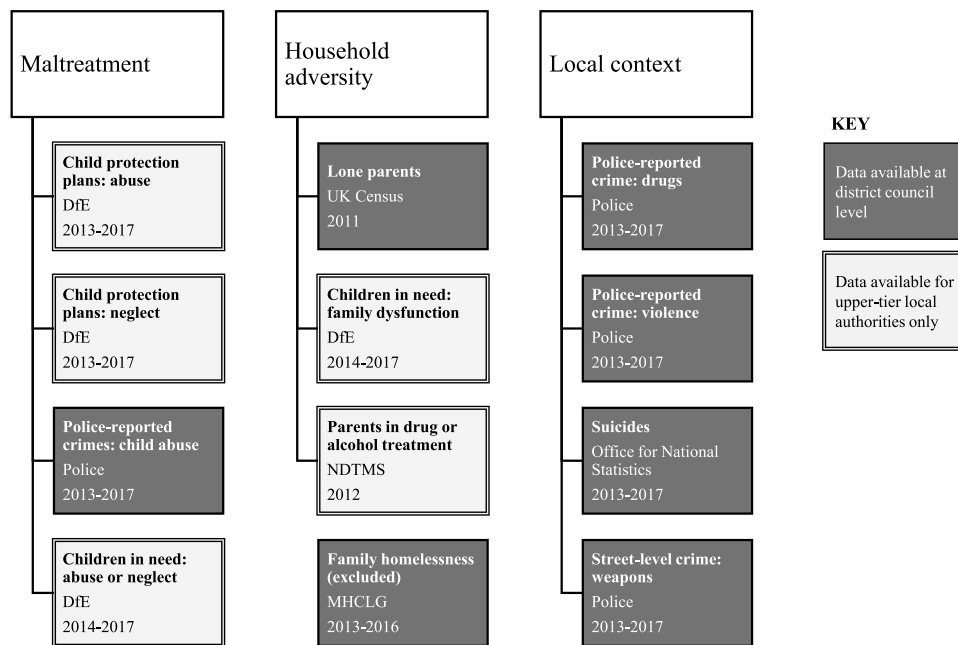 Maltreatment
Child protection
plans: abuse
DfE
2013-2017
Child protection
plans: neglect
DfE
2013-2017
Police-reported
crimes: child abuse
Police
2013-2017
Children in need:
abuse or neglect
DfE
2014-2017
Household
adversity
Lone parents
UK Census
2011
Children in need:
family dysfunction
DfE
2014-2017
Parents in drug or
alcohol treatment
NDTMS
2012
Family homelessness
(excluded)
MHCLG
2013-2016
Local context
Police-reported
crime: drugs
Police
2013-2017
Police-reported
crime: violence
Police
2013-2017
Suicides
Office for National
Statistics
2013-2017
Street-level crime:
weapons
Police
2013-2017
KEY
Data available at
district council
level
Data available for
upper-tier local
authorities only